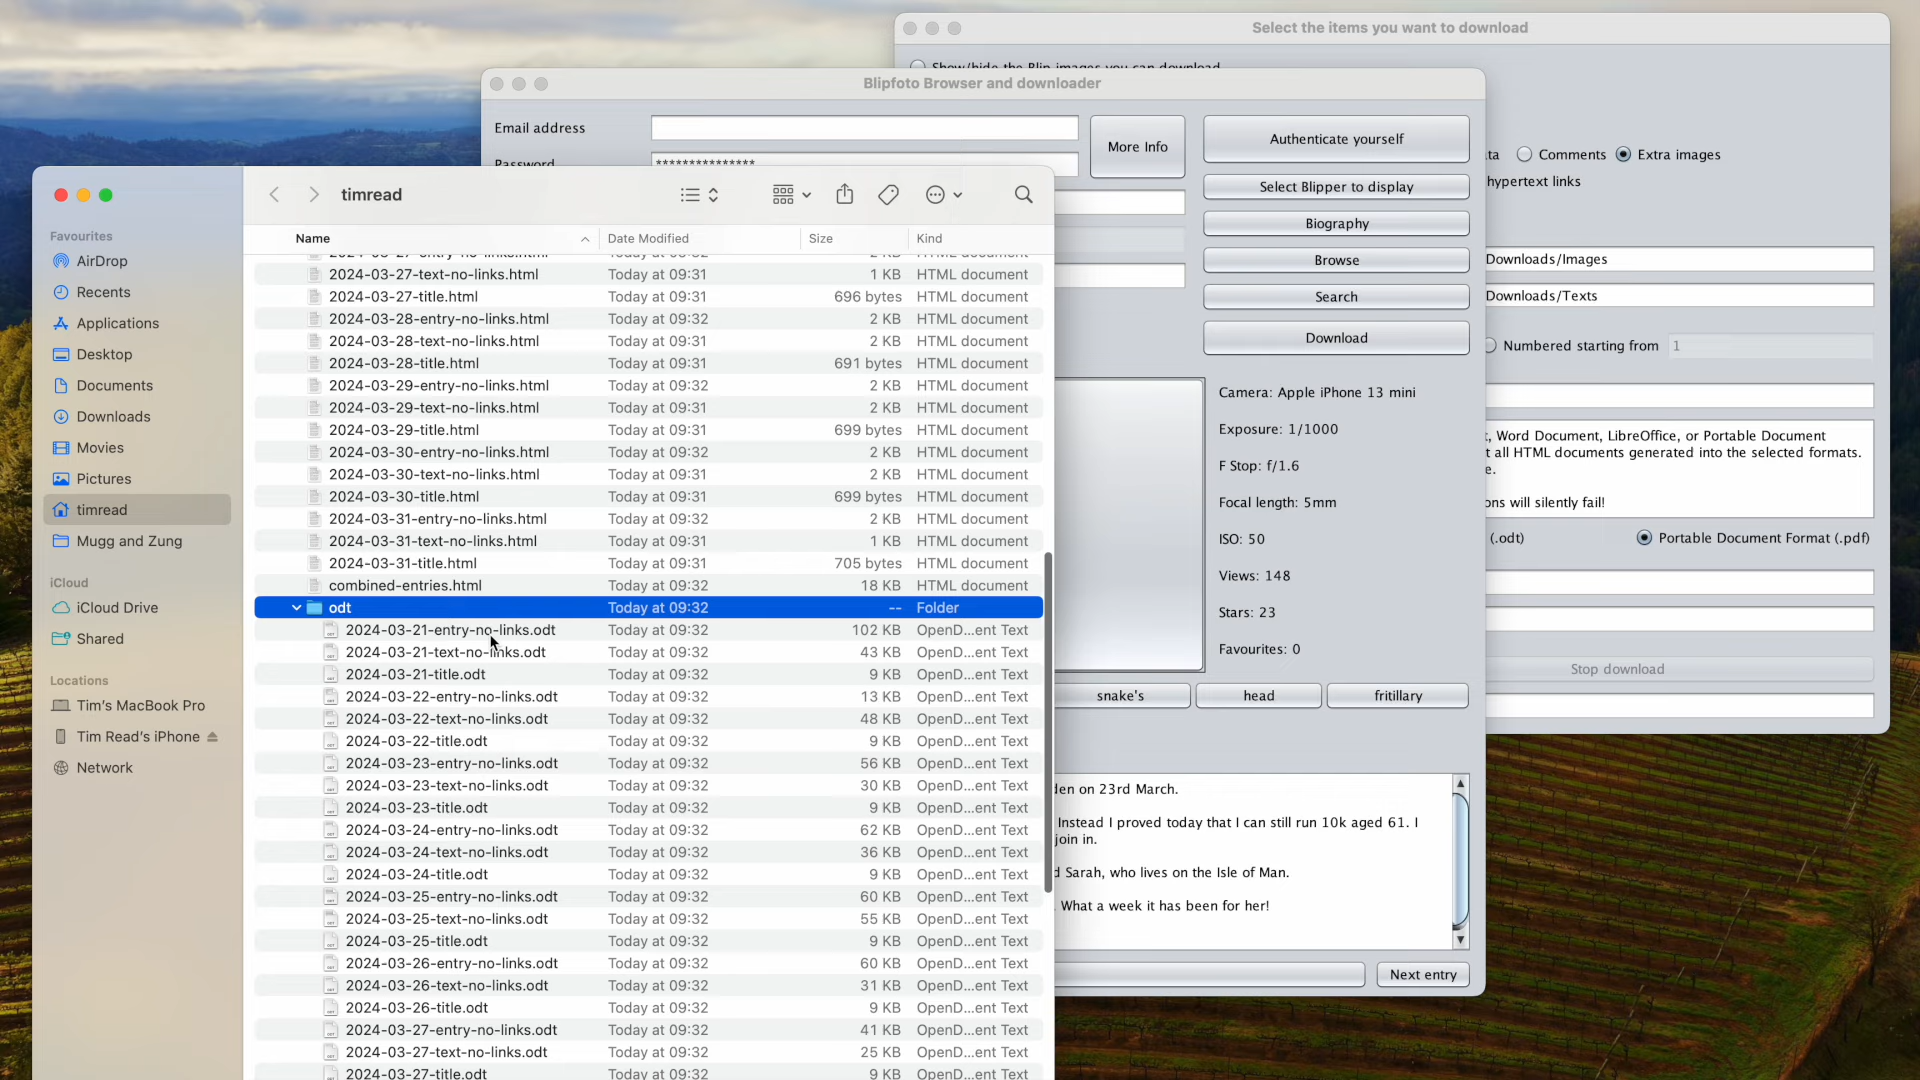 Select the items you want to download
Show/hide the Blip images you can download
Blipfoto Browser and downloader
Email address
More Info
Authenticate yourself
Password
***************
Comments
Extra images
hypertext links
Select Blipper to display
Biography
Browse
Downloads/Images
Search
Downloads/Texts
Download
Numbered starting from
1
Camera: Apple iPhone 13 mini
Exposure: 1/1000
, Word Document, LibreOffice, or Portable Document
all HTML documents generated into the selected formats.
F Stop: f/1.6
Focal length: 5mm
ons will silently fail!
ISO: 50
(.odt)
Portable Document Format (.pdf)
Views: 148
Stars: 23
Favourites: 0
Stop download
snake's
head
fritillary
den on 23rd March.
Instead I proved today that I can still run 10k aged 61. I
join in.
d Sarah, who lives on the Isle of Man.
. What a week it has been for her!
Next entry
timread
Favourites
AirDrop
Recents
Applications
Desktop
Documents
Downloads
Movies
Pictures
timread
Mugg and Zung
iCloud
iCloud Drive
Shared
Locations
Tim's MacBook Pro
Tim Read's iPhone
Network
Name Date Modified Size Kind
2024-03-27-entry-no-links.html 2 KB HTML document
2024-03-27-text-no-links.html Today at 09:31 1 KB HTML document
2024-03-27-title.html Today at 09:31 696 bytes HTML document
2024-03-28-entry-no-links.html Today at 09:32 2 KB HTML document
2024-03-28-text-no-links.html Today at 09:31 2 KB HTML document
2024-03-28-title.html Today at 09:31 691 bytes HTML document
2024-03-29-entry-no-links.html Today at 09:32 2 KB HTML document
2024-03-29-text-no-links.html Today at 09:31 2 KB HTML document
2024-03-29-title.html Today at 09:31 699 bytes HTML document
2024-03-30-entry-no-links.html Today at 09:32 2 KB HTML document
2024-03-30-text-no-links.html Today at 09:31 2 KB HTML document
2024-03-30-title.html Today at 09:31 699 bytes HTML document
2024-03-31-entry-no-links.html Today at 09:32 2 KB HTML document
2024-03-31-text-no-links.html Today at 09:31 1 KB HTML document
2024-03-31-title.html Today at 09:31 705 bytes HTML document
combined-entries.html Today at 09:32 18 KB HTML document
odt Today at 09:32 -- Folder
2024-03-21-entry-no-links.odt Today at 09:32 102 KB OpenD...ent Text
2024-03-21-text-no-links.odt Today at 09:32 43 KB OpenD...ent Text
2024-03-21-title.odt Today at 09:32 9 KB OpenD...ent Text
2024-03-22-entry-no-links.odt Today at 09:32 13 KB OpenD...ent Text
2024-03-22-text-no-links.odt Today at 09:32 48 KB OpenD...ent Text
2024-03-22-title.odt Today at 09:32 9 KB OpenD...ent Text
2024-03-23-entry-no-links.odt Today at 09:32 56 KB OpenD...ent Text
2024-03-23-text-no-links.odt Today at 09:32 30 KB OpenD...ent Text
2024-03-23-title.odt Today at 09:32 9 KB OpenD...ent Text
2024-03-24-entry-no-links.odt Today at 09:32 62 KB OpenD...ent Text
2024-03-24-text-no-links.odt Today at 09:32 36 KB OpenD...ent Text
2024-03-24-title.odt Today at 09:32 9 KB OpenD...ent Text
2024-03-25-entry-no-links.odt Today at 09:32 60 KB OpenD...ent Text
2024-03-25-text-no-links.odt Today at 09:32 55 KB OpenD...ent Text
2024-03-25-title.odt Today at 09:32 9 KB OpenD...ent Text
2024-03-26-entry-no-links.odt Today at 09:32 60 KB OpenD...ent Text
2024-03-26-text-no-links.odt Today at 09:32 31 KB OpenD...ent Text
2024-03-26-title.odt Today at 09:32 9 KB OpenD...ent Text
2024-03-27-entry-no-links.odt Today at 09:32 41 KB OpenD...ent Text
2024-03-27-text-no-links.odt Today at 09:32 25 KB OpenD...ent Text
2024-03-27-title.odt Today at 09:32 9 KB OpenD...ent Text